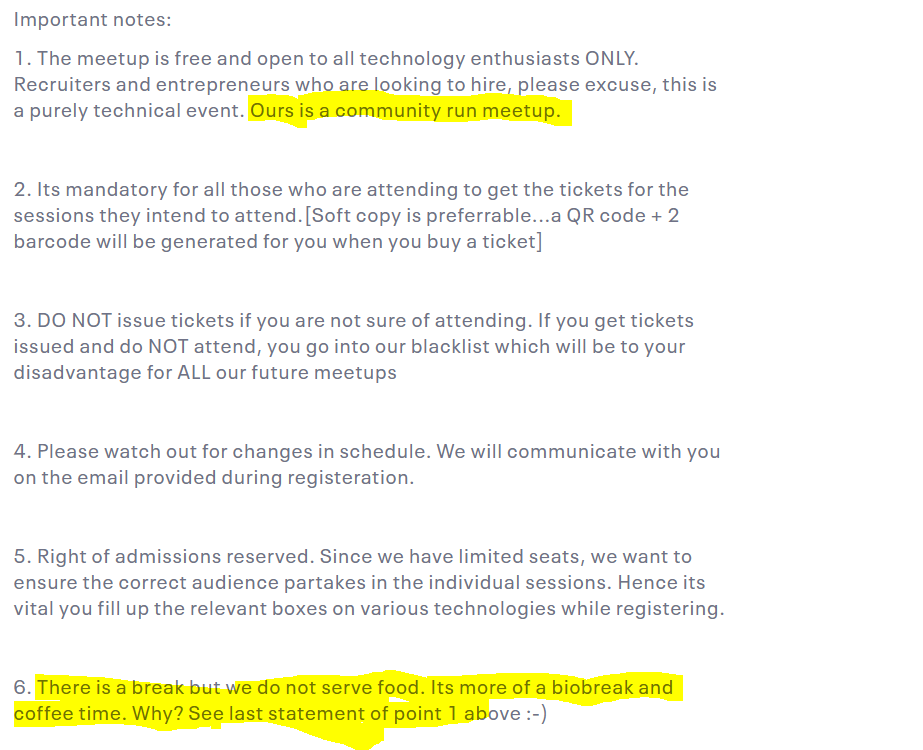 Important notes:
1. The meetup is free and open to all technology enthusiasts ONLY.
Recruiters and entrepreneurs who are looking to hire, please excuse, this is
a purely technical event. Ours is a community run meetup.
2. Its mandatory for all those who are attending to get the tickets for the
sessions they intend to attend.[Soft copy is preferrable...a QR code + 2
barcode will be generated for you when you buy a ticket]
3. DO NOT issue tickets if you are not sure of attending. If you get tickets
issued and do NOT attend, you go into our blacklist which will be to your
disadvantage for ALL our future meetups
4. Please watch out for changes in schedule. We will communicate with you
on the email provided during registeration.
5. Right of admissions reserved. Since we have limited seats, we want to
ensure the correct audience partakes in the individual sessions. Hence its
vital you fill up the relevant boxes on various technologies while registering.
6. There is a break but we do not serve food. Its more of a biobreak and
coffee time. Why? See last statement of point 1 above :-)